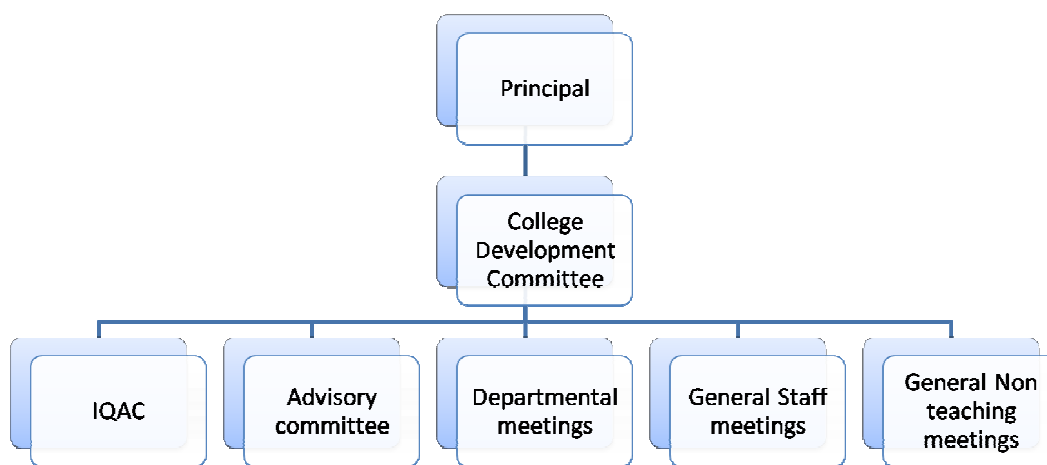 Principal
College
Development
Committee
IQAC
Advisory
committee
Departmental
meetings
General Staff
meetings
General Non
teaching
meetings